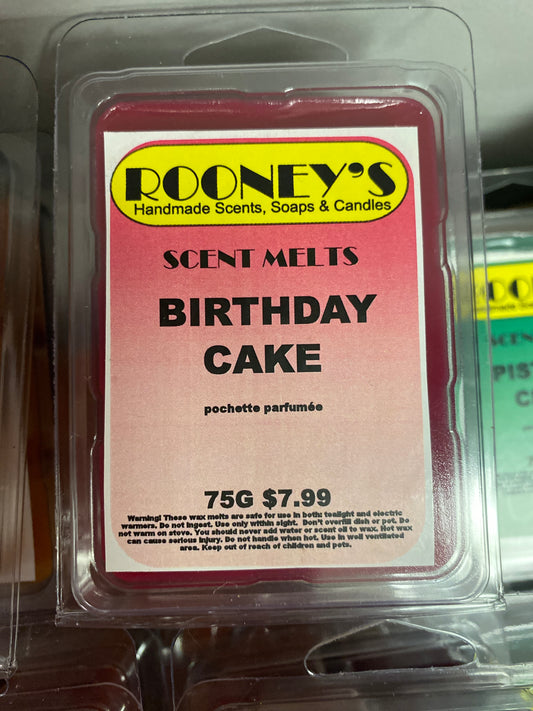 ROONEY'S
Handmade Scents, Soaps & Candles
SCENT MELTS
BIRTHDAY
CAKE
pochette parfumée
75G $7.99
Warning! These wax melts are safe for use in both: tealight and electric
warmers. Do not ingest. Use only within sight. Don't overfill dish or pot. Do
not warm on stove. You should never add water or scent oil to wax. Hot wax
can cause serious injury. Do not handle when hot. Use in well ventilated
area. Keep out of reach of children and pets.